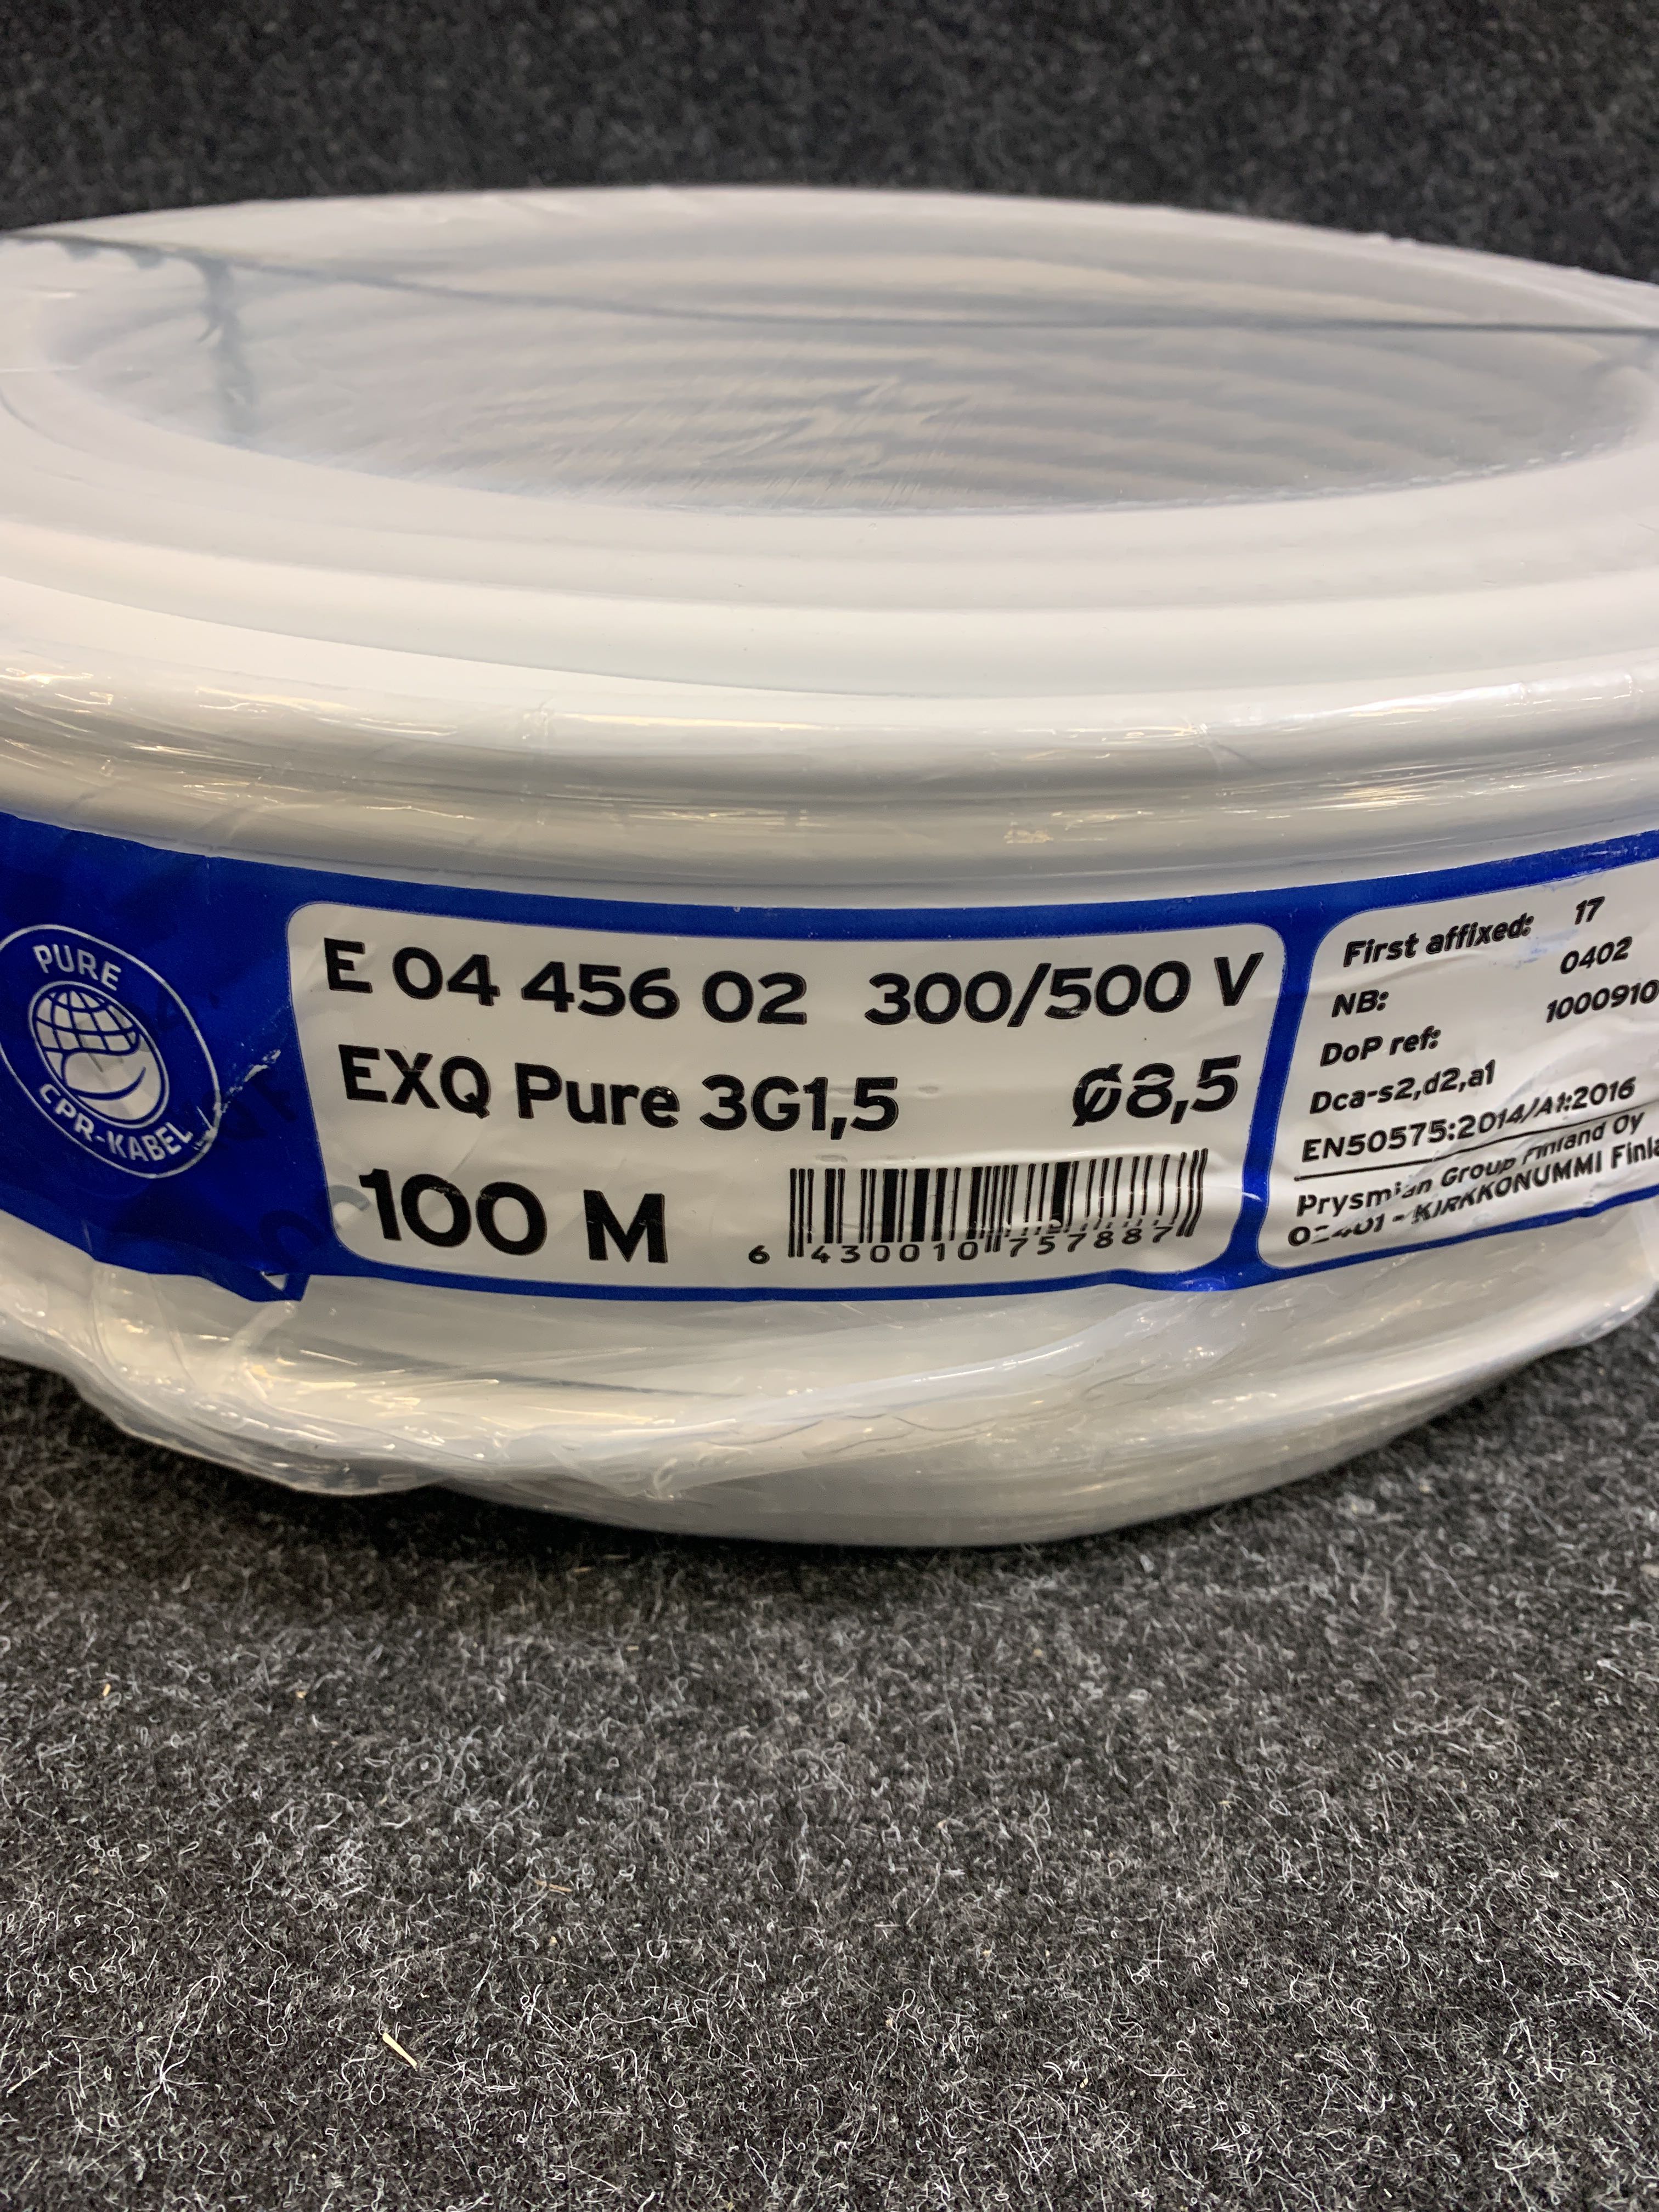 PURE
CPR-KABEL
E 04 456 02 300/500 V
EXQ Pure 3G1,5 Ø8,5
100 M
6 430010 757887
First affixed: 17
NB: 0402
DoP ref: 1000910
Dca-s2,d2,a1
EN50575:2014/A1:2016
Prysmian Group Finland Oy
02401 - KIRKKONUMMI Finla